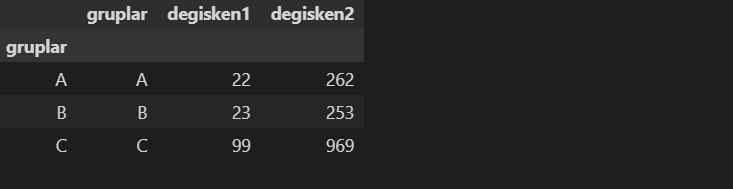 gruplar degisken1 degisken2
gruplar
A A 22 262
B B 23 253
C C 99 969